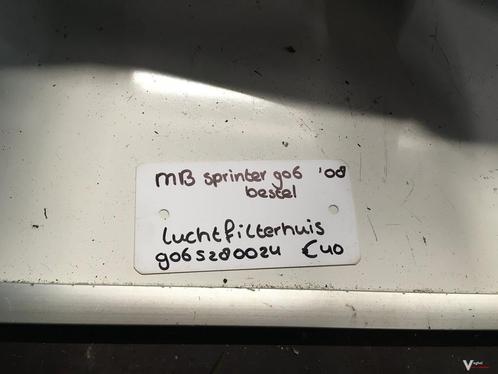 MB sprinter 906 '08
bestel
luchtfilterhuis
9065280024 €40